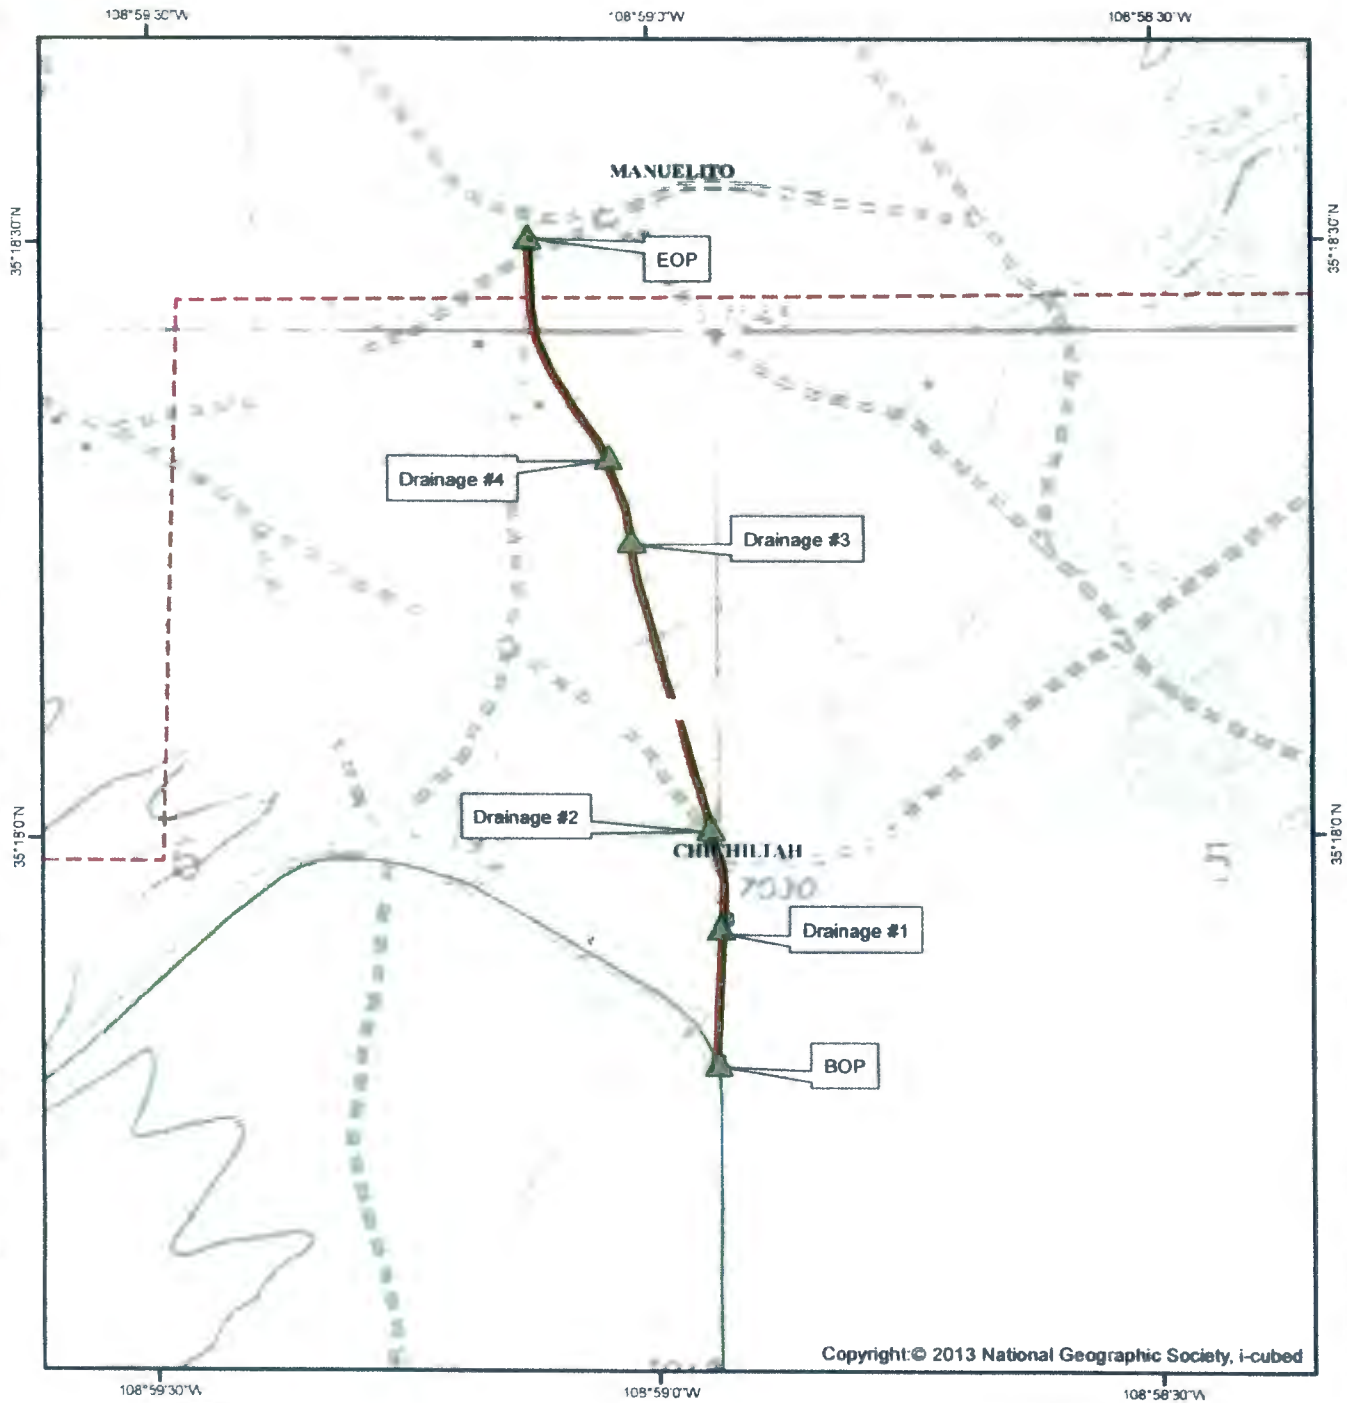 108°59'30"W
108°59'0"W
108°58'30"W
MANUELITO
35°18'30"N
35°18'30"N
EOP
Drainage #4
Drainage #3
Drainage #2
35°18'0"N
35°18'0"N
Drainage #1
BOP
Copyright:© 2013 National Geographic Society, i-cubed
108°59'30"W
108°59'0"W
108°58'30"W